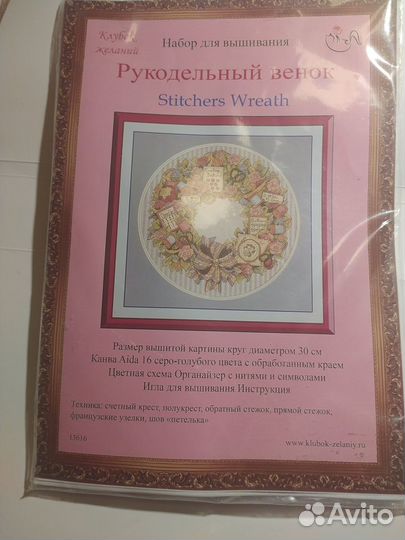 Клубок
желаний
Набор для вышивания
Рукодельный венок
Stitchers Wreath
Размер вышитой картины круг диаметром 30 см
Канва Aida 16 серо-голубого цвета с обработанным краем
Цветная схема Органайзер с нитями и символами
Игла для вышивания Инструкция
Техника: счетный крест, полукрест, обратный стежок, прямой стежок,
французские узелки, шов «петелька»
13616
www.klubok-zelaniy.ru
Avito